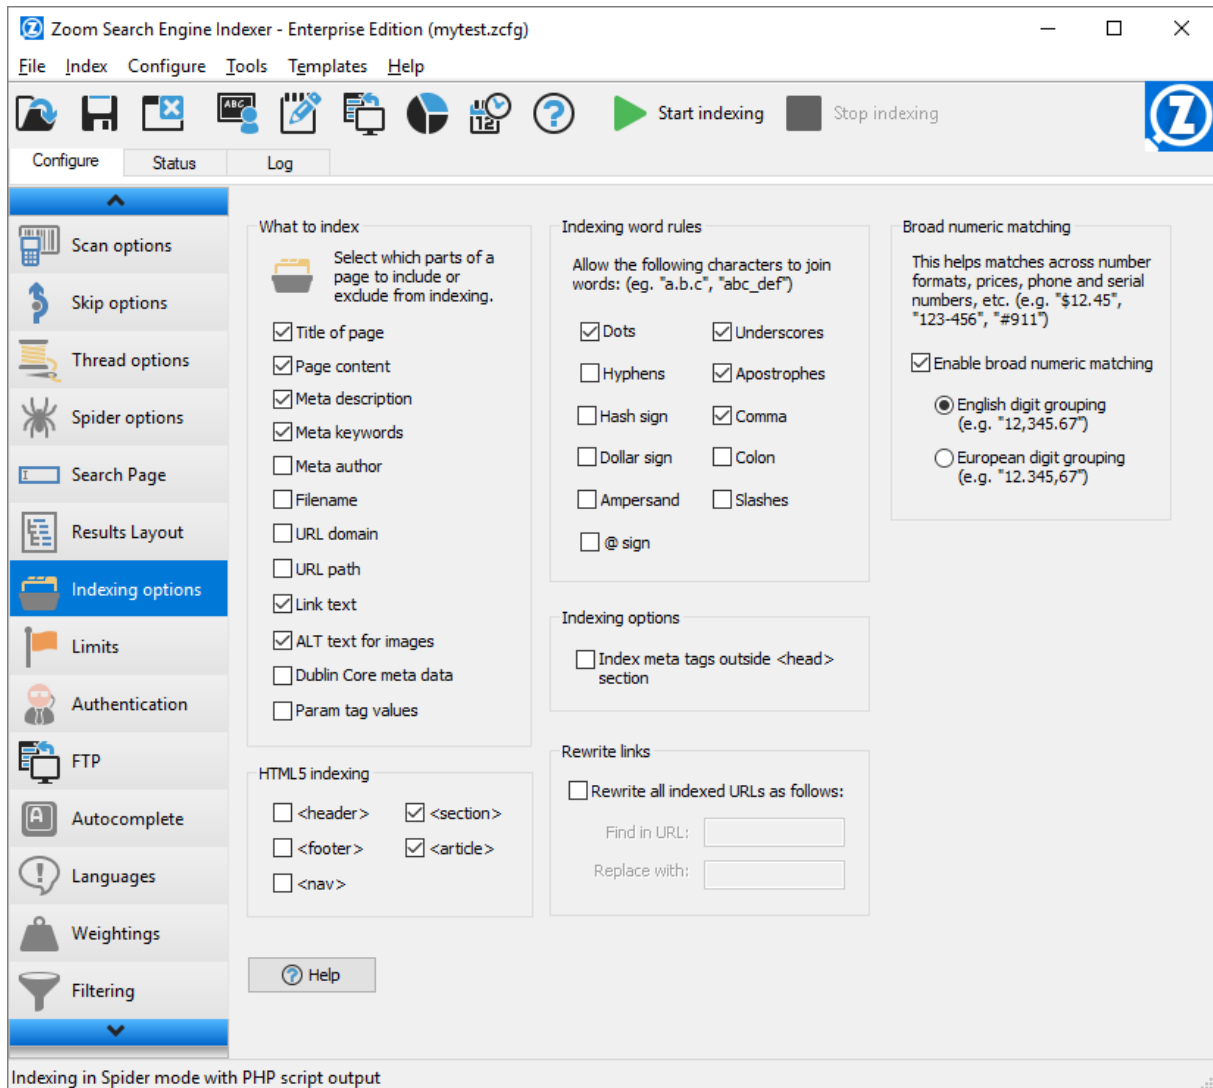 Zoom Search Engine Indexer - Enterprise Edition (mytest.zcfg)
File Index Configure Tools Templates Help
ABC
12
?
Start indexing
Stop indexing
Z
Configure
Status
Log
Scan options
Skip options
Thread options
Spider options
Search Page
Results Layout
Indexing options
Limits
Authentication
FTP
Autocomplete
Languages
Weightings
Filtering
What to index
Select which parts of a
page to include or
exclude from indexing.
Title of page
Page content
Meta description
Meta keywords
Meta author
Filename
URL domain
URL path
Link text
ALT text for images
Dublin Core meta data
Param tag values
HTML5 indexing
<header>
<section>
<footer>
<article>
<nav>
Help
Indexing word rules
Allow the following characters to join
words: (eg. "a.b.c", "abc_def")
Dots
Underscores
Hyphens
Apostrophes
Hash sign
Comma
Dollar sign
Colon
Ampersand
Slashes
@ sign
Indexing options
Index meta tags outside <head>
section
Rewrite links
Rewrite all indexed URLs as follows:
Find in URL:
Replace with:
Broad numeric matching
This helps matches across number
formats, prices, phone and serial
numbers, etc. (e.g. "$12.45",
"123-456", "#911")
Enable broad numeric matching
English digit grouping
(e.g. "12,345.67")
European digit grouping
(e.g. "12.345,67")
Indexing in Spider mode with PHP script output